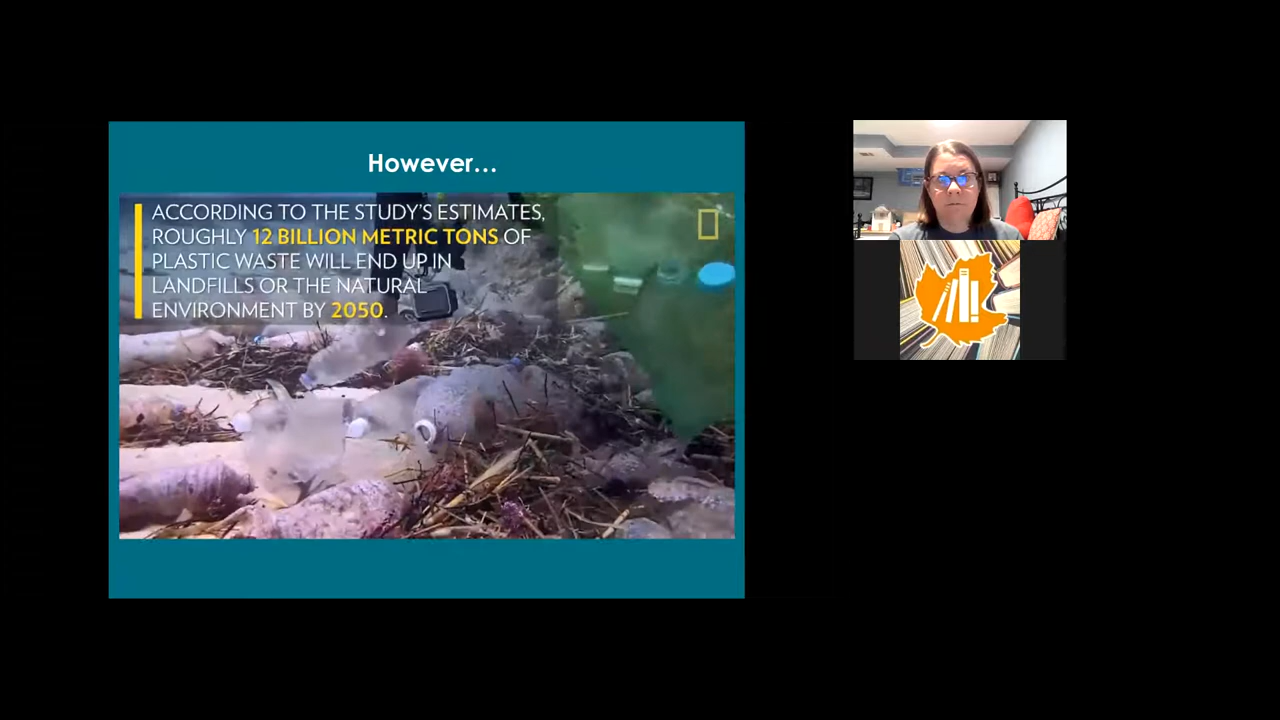 However...
ACCORDING TO THE STUDY'S ESTIMATES,
ROUGHLY 12 BILLION METRIC TONS OF
PLASTIC WASTE WILL END UP IN
LANDFILLS OR THE NATURAL
ENVIRONMENT BY 2050.